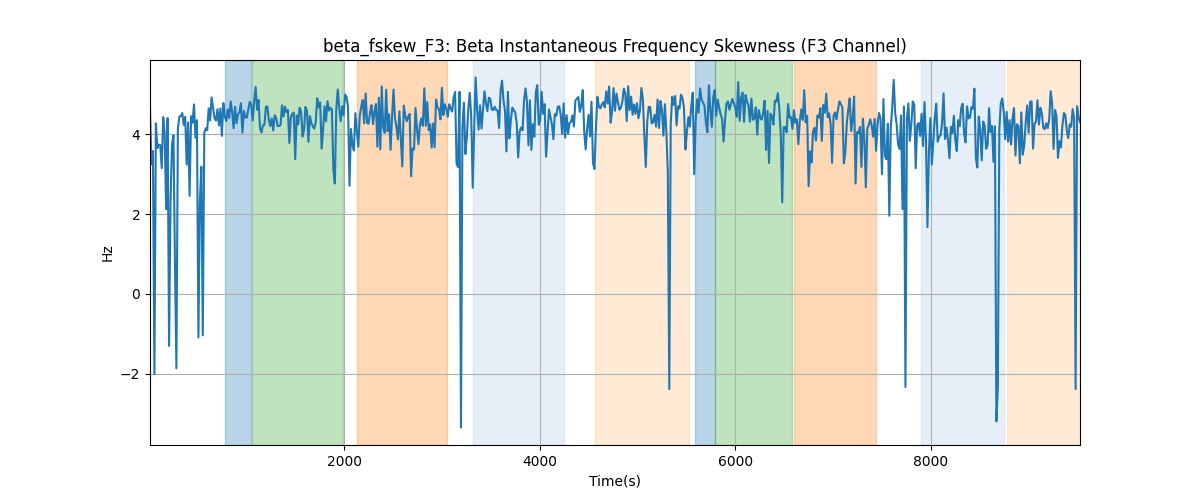 beta_fskew_F3: Beta Instantaneous Frequency Skewness (F3 Channel)
4
2
0
−2
Hz
2000 4000 6000 8000
Time(s)